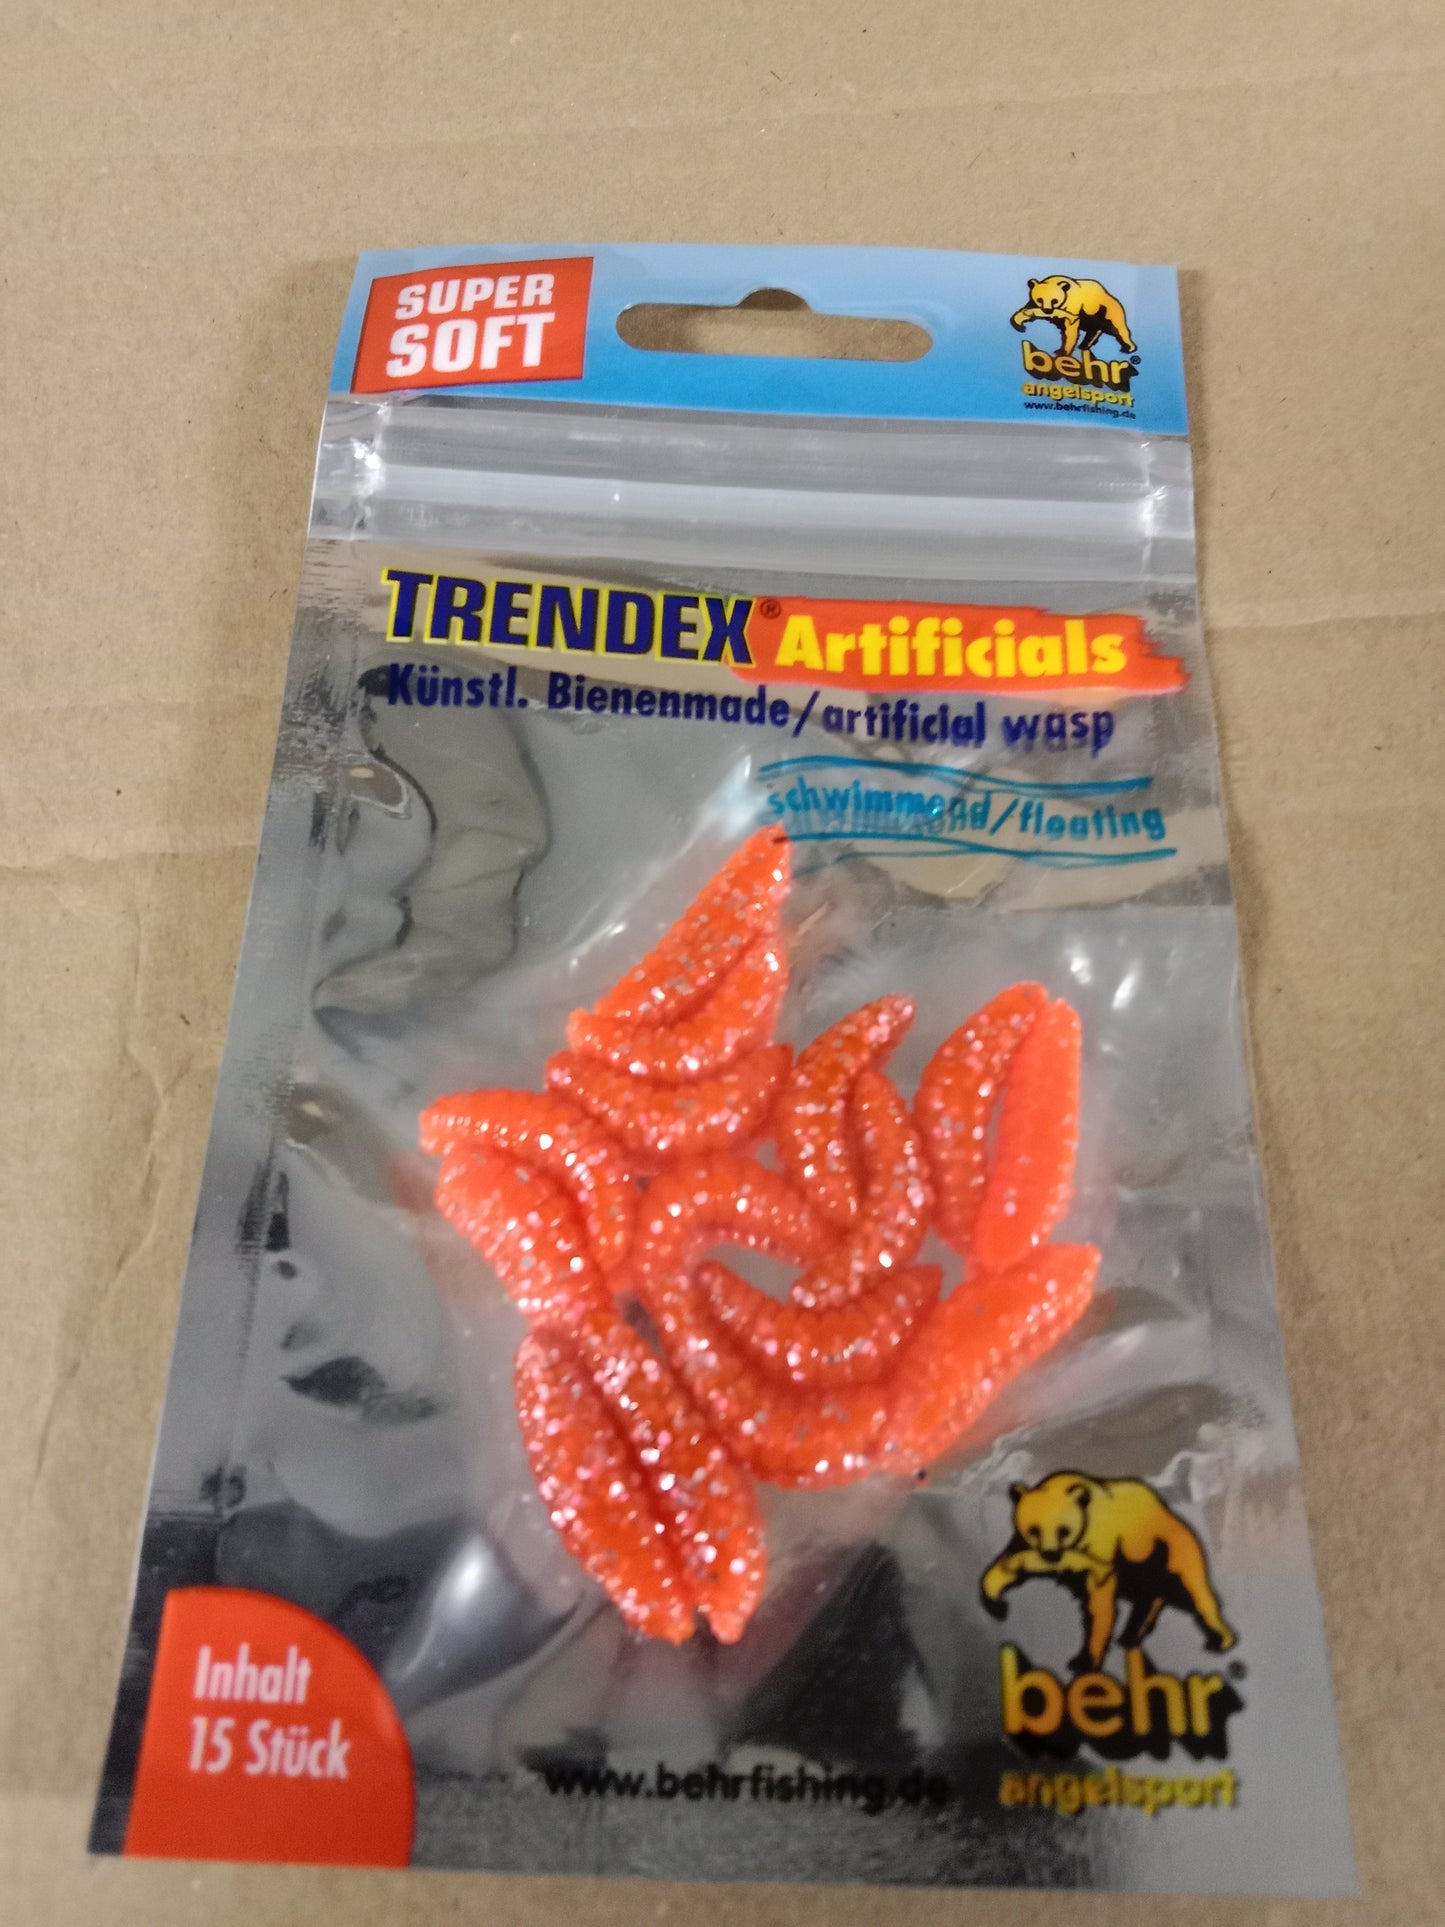 SUPER
SOFT
behr®
angelsport
www.behrfishing.de
TRENDEX® Artificials
Künstl. Bienenmade/artificial wasp
schwimmend/floating
Inhalt
15 Stück
www.behrfishing.de
behr®
angelsport